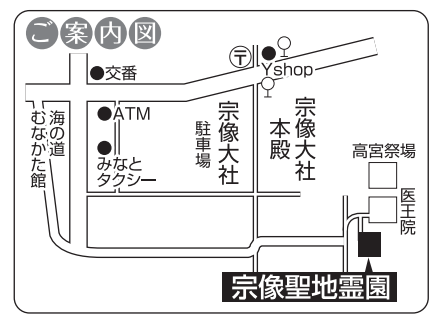 ご案内図
〒
Yshop
交番
ATM
みなと
タクシー
海の道
むなかた館
宗像大社
駐車場
宗像大社
本殿
高宮祭場
医王院
宗像聖地霊園